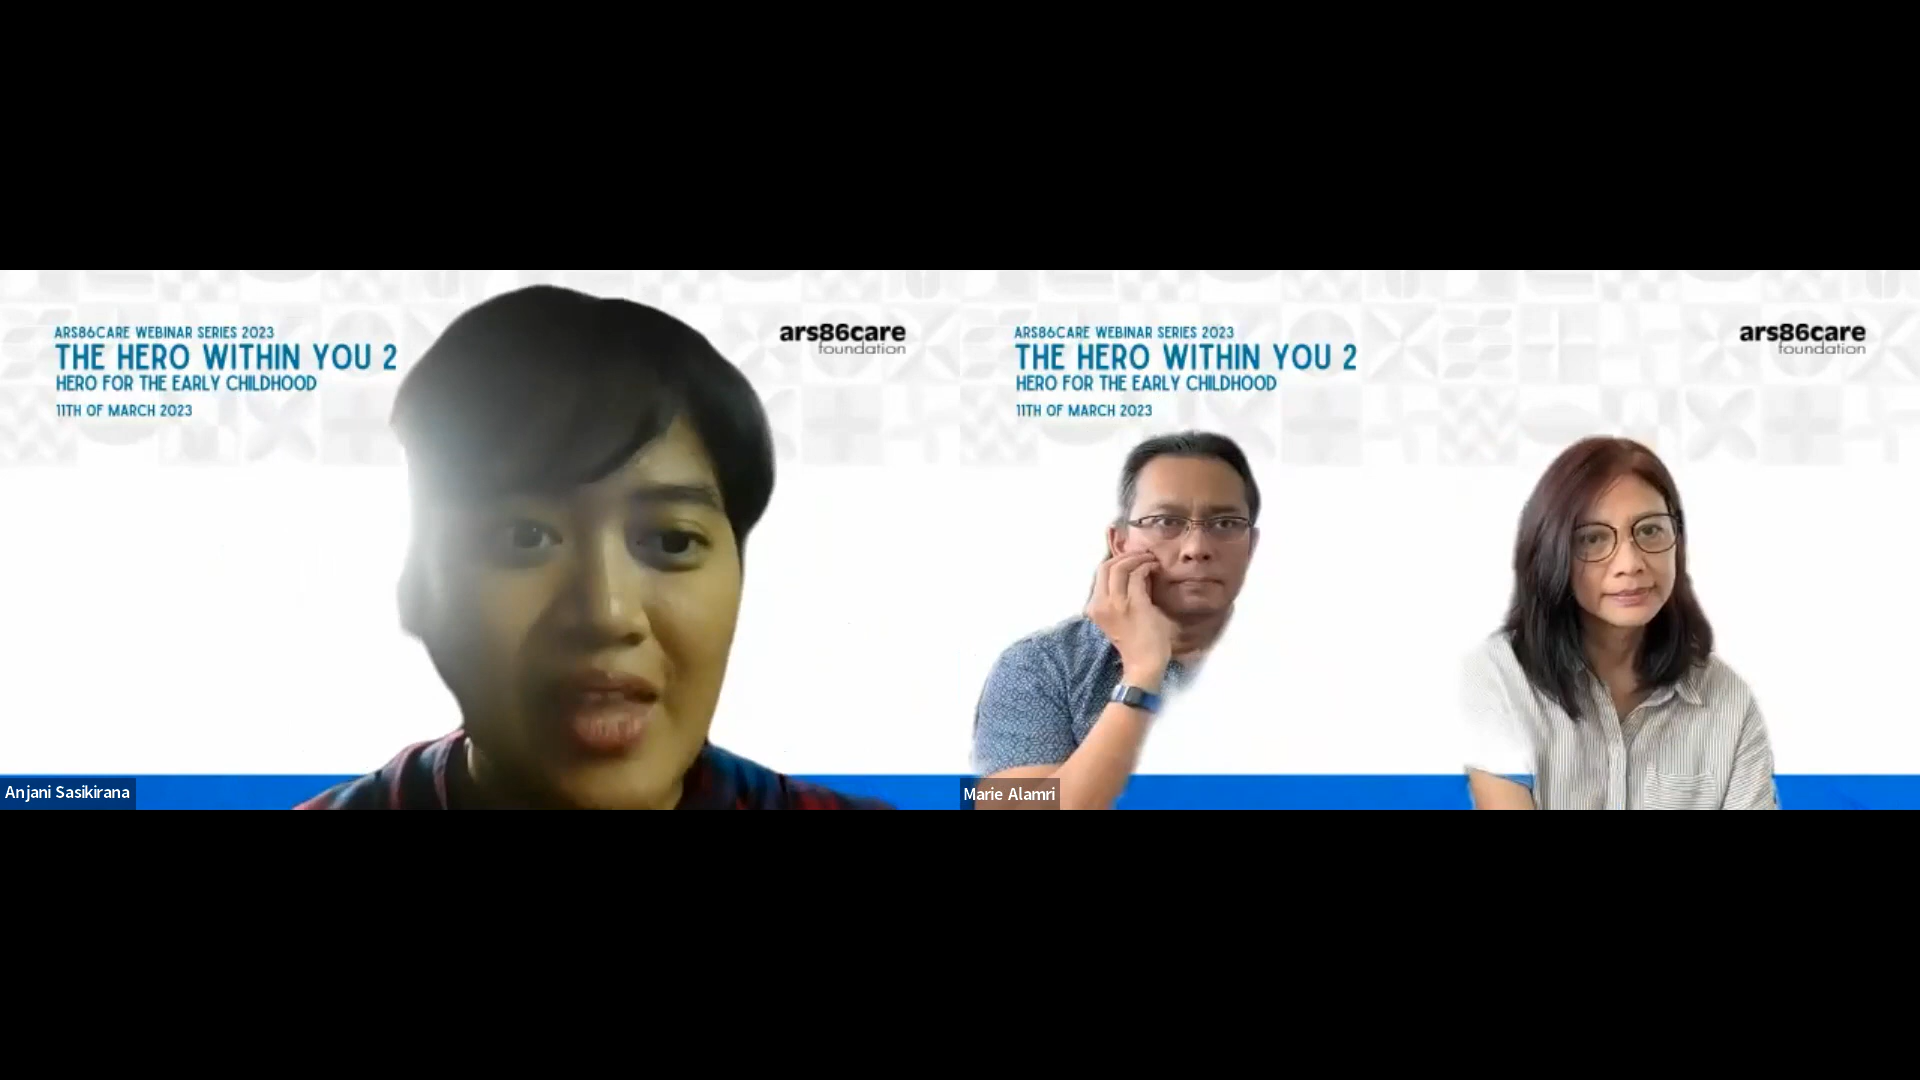 ARS86CARE WEBINAR SERIES 2023
THE HERO WITHIN YOU 2
HERO FOR THE EARLY CHILDHOOD
11TH OF MARCH 2023
ars86care
foundation
Anjani Sasikirana
ARS86CARE WEBINAR SERIES 2023
THE HERO WITHIN YOU 2
HERO FOR THE EARLY CHILDHOOD
11TH OF MARCH 2023
ars86care
foundation
Marie Alamri